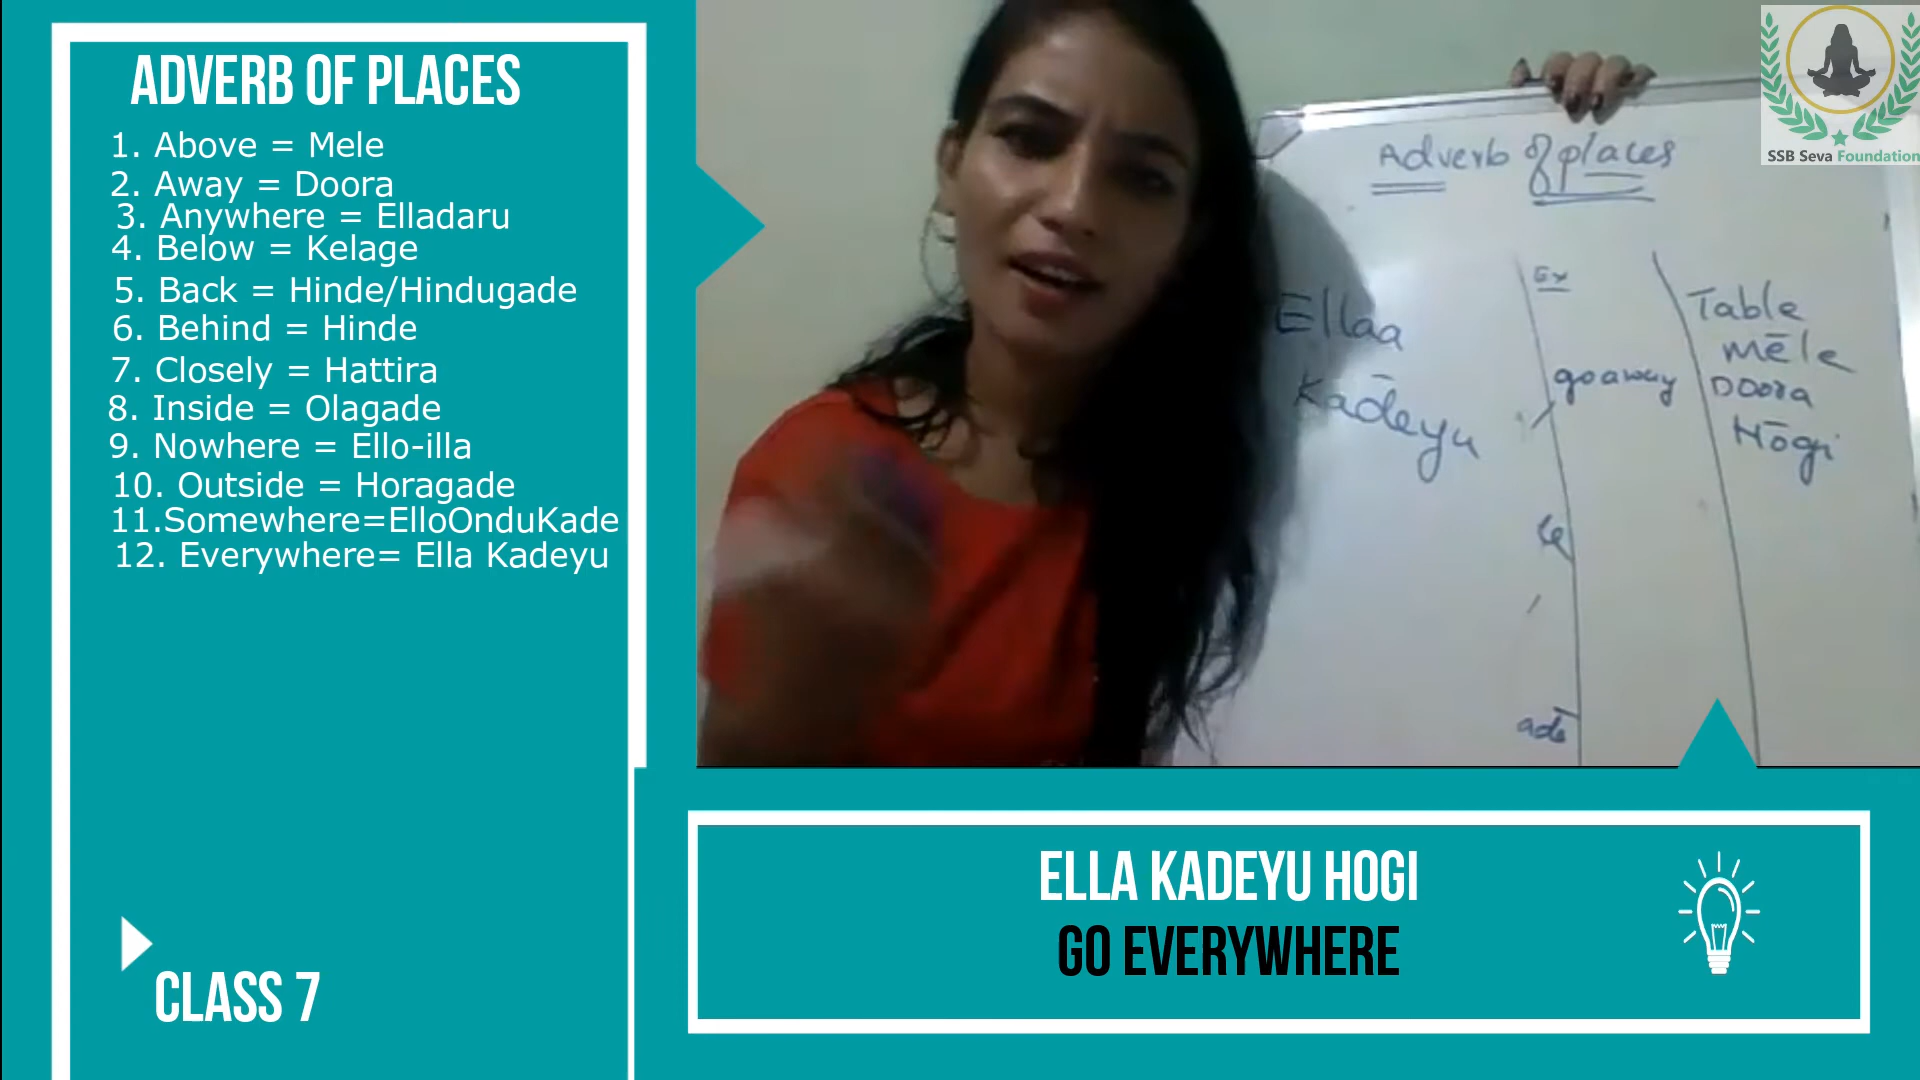 ADVERB OF PLACES
1. Above = Mele
2. Away = Doora
3. Anywhere = Elladaru
4. Below = Kelage
5. Back = Hinde/Hindugade
6. Behind = Hinde
7. Closely = Hattira
8. Inside = Olagade
9. Nowhere = Ello-illa
10. Outside = Horagade
11.Somewhere=ElloOnduKade
12. Everywhere= Ella Kadeyu
CLASS 7
SSB Seva Foundation
Adverb of places
Ellaa
Kādeyu
Ex
go away
Table
mēle
Doora
Hōgi
ELLA KADEYU HOGI
GO EVERYWHERE